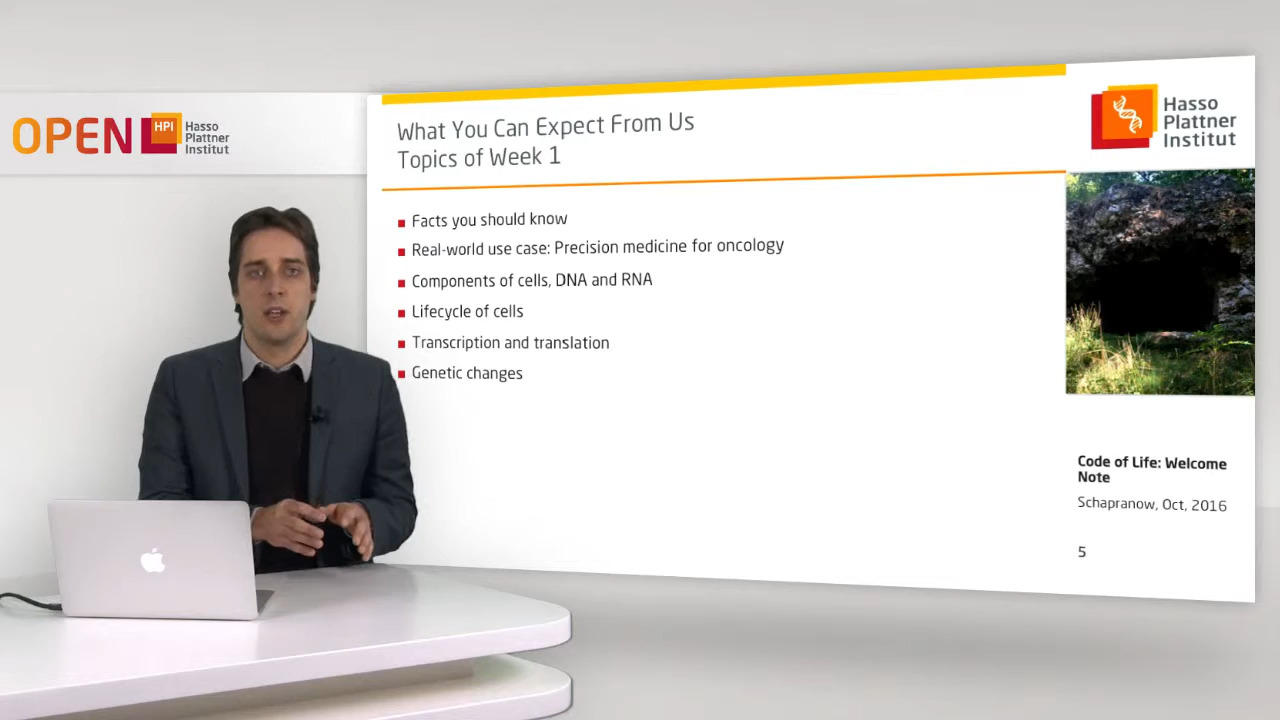 OPEN HPI Hasso
Plattner
Institut
What You Can Expect From Us
Topics of Week 1
Facts you should know
Real-world use case: Precision medicine for oncology
Components of cells, DNA and RNA
Lifecycle of cells
Transcription and translation
Genetic changes
Hasso
Plattner
Institut
Code of Life: Welcome
Note
Schapranow, Oct, 2016
5